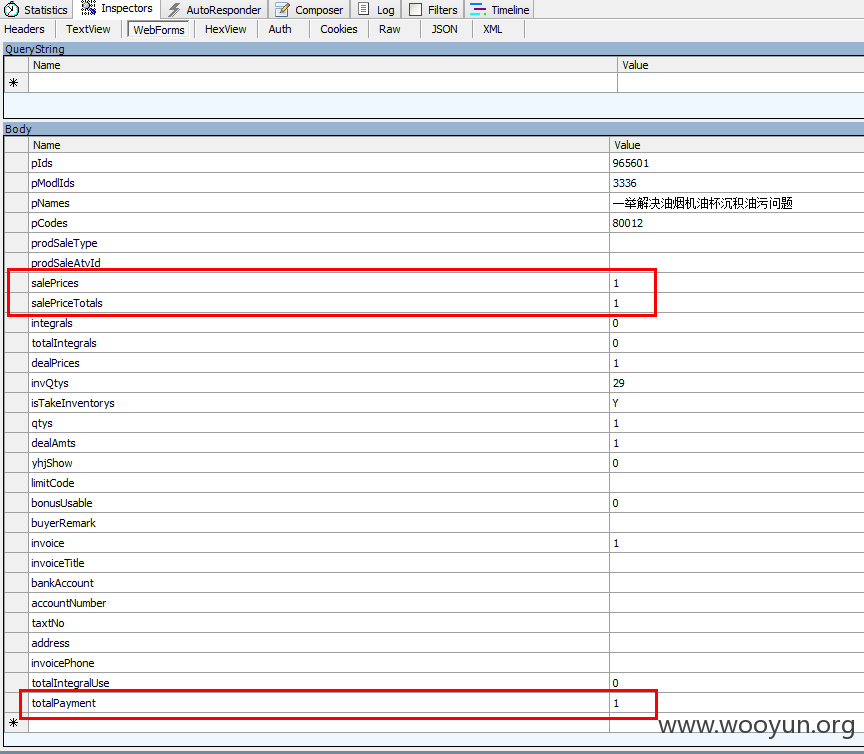 Statistics Inspectors AutoResponder Composer Log Filters Timeline
Headers TextView WebForms HexView Auth Cookies Raw JSON XML
QueryString
Name Value
Body
Name Value
pIds 965601
pModIds 3336
pNames 一举解决油烟机油杯沉积油污问题
pCodes 80012
prodSaleType
prodSaleAtvId
salePrices 1
salePriceTotals 1
integrals 0
totalIntegrals 0
dealPrices 1
invQtys 29
isTakeInventorys Y
qtys 1
dealAmts 1
yhjShow 0
limitCode
bonusUsable 0
buyerRemark
invoice 1
invoiceTitle
bankAccount
accountNumber
taxtNo
address
invoicePhone
totalIntegralUse 0
totalPayment 1
www.wooyun.org